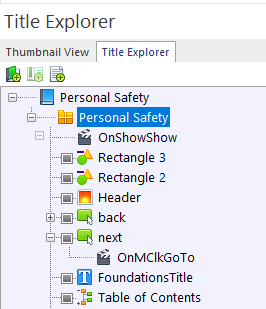 Title Explorer
Thumbnail View Title Explorer
Personal Safety
Personal Safety
OnShowShow
Rectangle 3
Rectangle 2
Header
back
next
OnMClkGoTo
FoundationsTitle
Table of Contents